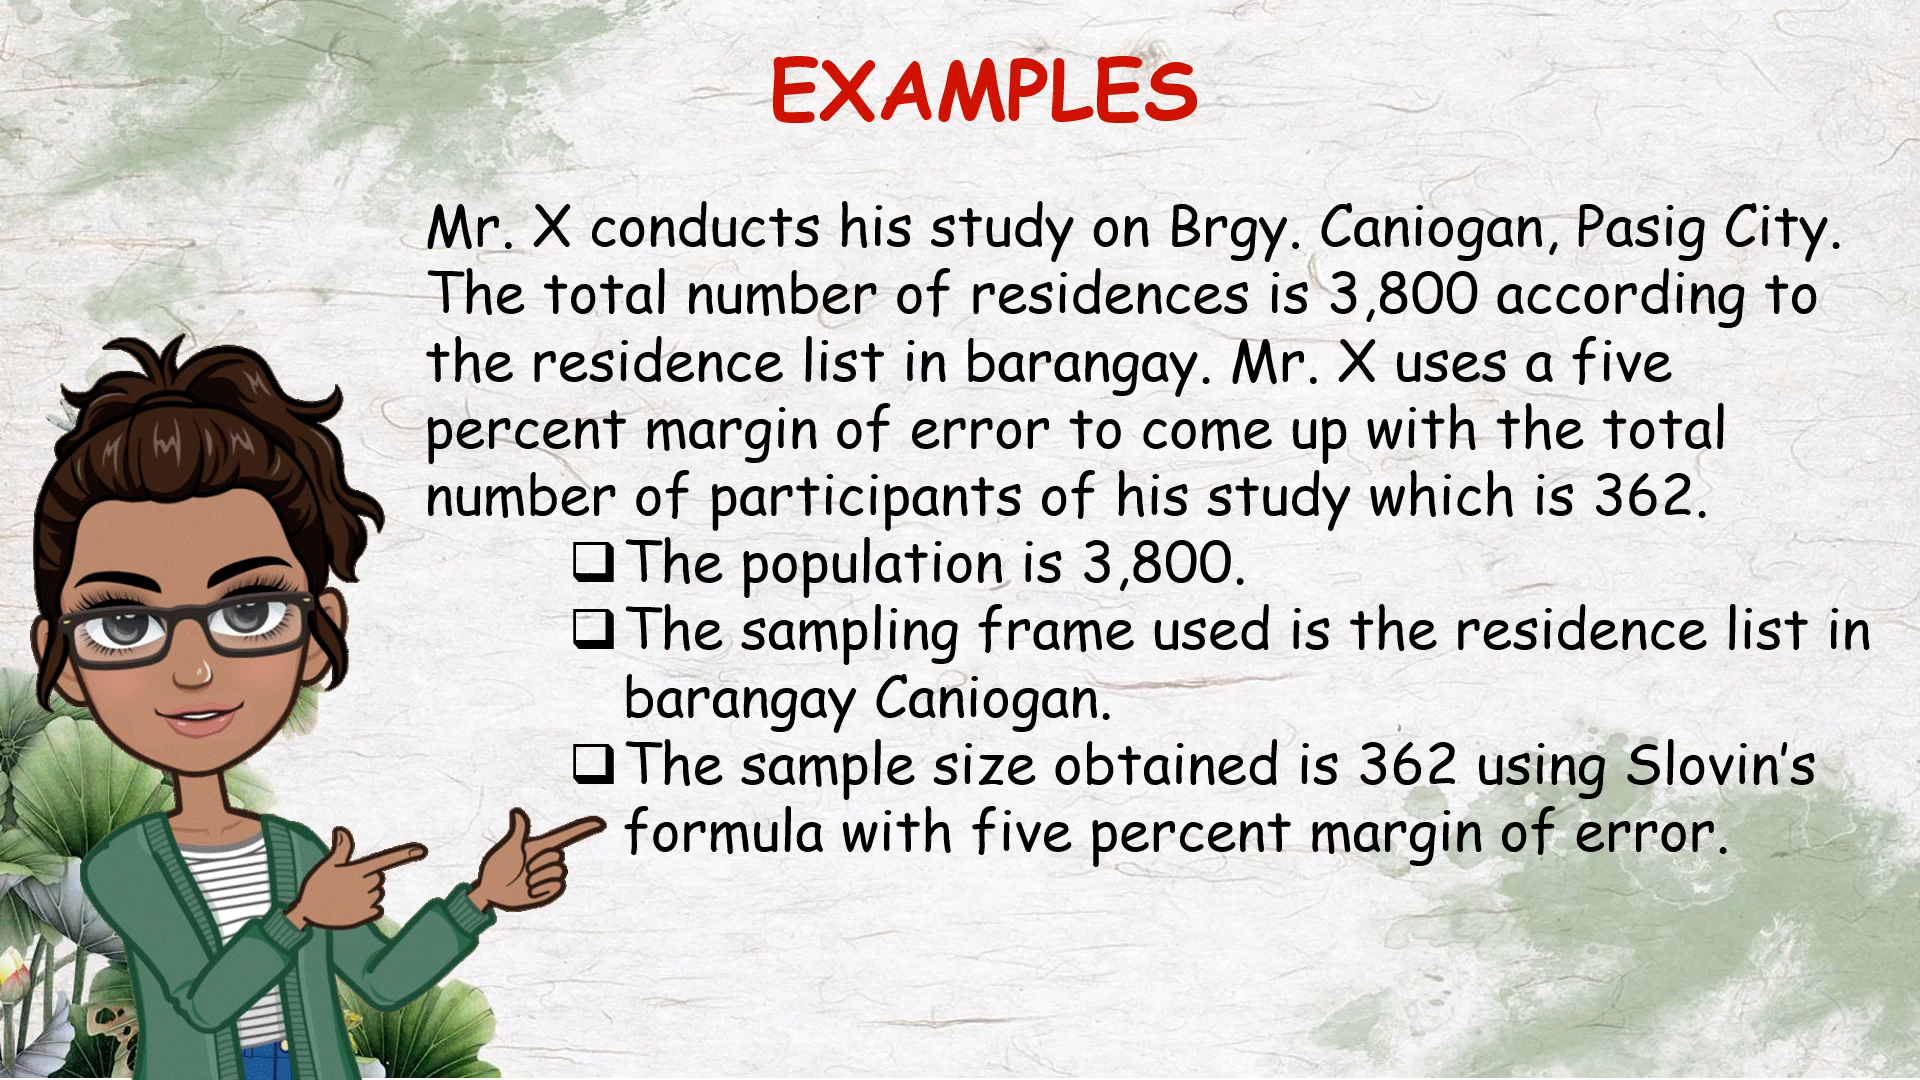 EXAMPLES
Mr. X conducts his study on Brgy. Caniogan, Pasig City.
The total number of residences is 3,800 according to
the residence list in barangay. Mr. X uses a five
percent margin of error to come up with the total
number of participants of his study which is 362.
❑ The population is 3,800.
❑ The sampling frame used is the residence list in
barangay Caniogan.
❑ The sample size obtained is 362 using Slovin’s
formula with five percent margin of error.